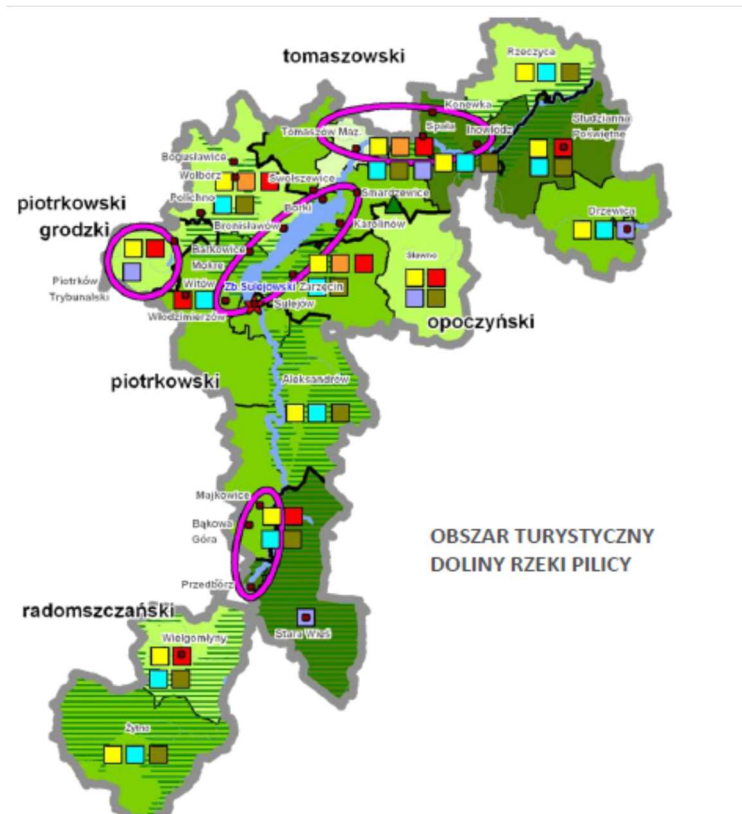 tomaszowski
Rzeczyca
Konewka
Studzianna
Poświętne
Spała
Inowłódz
Tomaszów Maz.
Bogusławice
Wolbórz
Swolszewice
Smardzewice
Polichno
Borki
Drzewica
piotrkowski
grodzki
Bronisławów
Karolinów
Barkowice
Mokre
Sławno
Piotrków
Trybunalski
Witów
Zb.Sulejowski
Zarzęcin
Włodzimierzów
Sulejów
opoczyński
piotrkowski
Aleksandrów
Majkowice
Bąkowa
Góra
OBSZAR TURYSTYCZNY
DOLINY RZEKI PILICY
Przedbórz
radomszczański
Wielgomłyny
Stara Wieś
Żytno